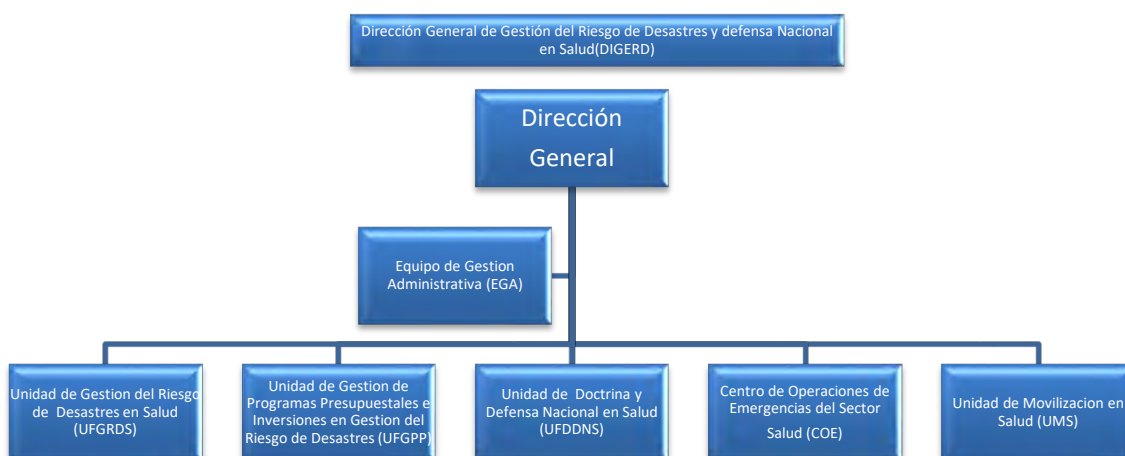 Dirección General de Gestión del Riesgo de Desastres y defensa Nacional
en Salud(DIGERD)
Dirección
General
Equipo de Gestion
Administrativa (EGA)
Unidad de Gestion del Riesgo
de Desastres en Salud
(UFGRDS)
Unidad de Gestion de
Programas Presupuestales e
Inversiones en Gestion del
Riesgo de Desastres (UFGPP)
Unidad de Doctrina y
Defensa Nacional en Salud
(UFDDNS)
Centro de Operaciones de
Emergencias del Sector
Salud (COE)
Unidad de Movilizacion en
Salud (UMS)